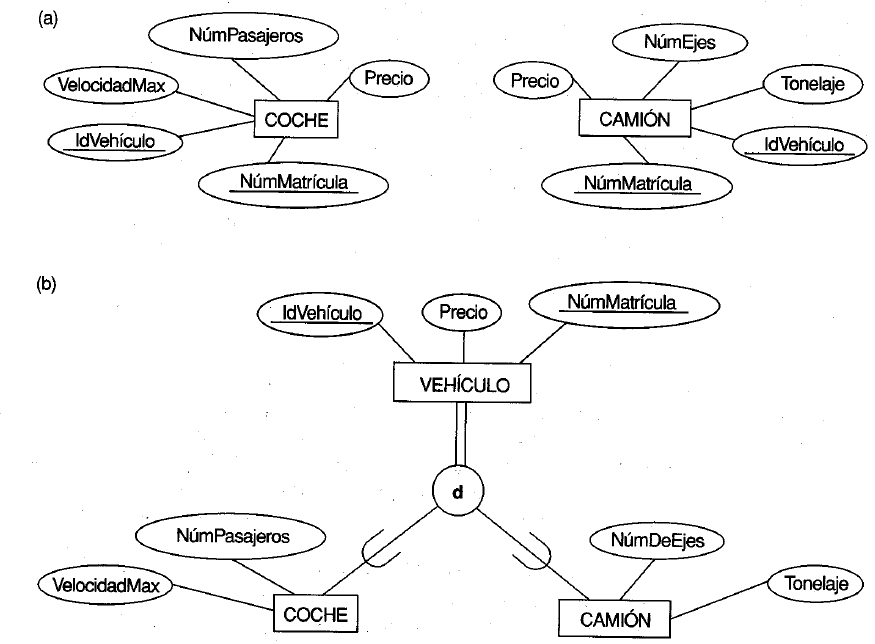 (a)
NúmPasajeros
NúmEjes
VelocidadMax
Precio
Precio
Tonelaje
COCHE
CAMIÓN
IdVehículo
IdVehículo
NúmMatrícula
NúmMatrícula
(b)
IdVehículo
Precio
NúmMatrícula
VEHÍCULO
d
NúmPasajeros
NúmDeEjes
VelocidadMax
Tonelaje
COCHE
CAMIÓN